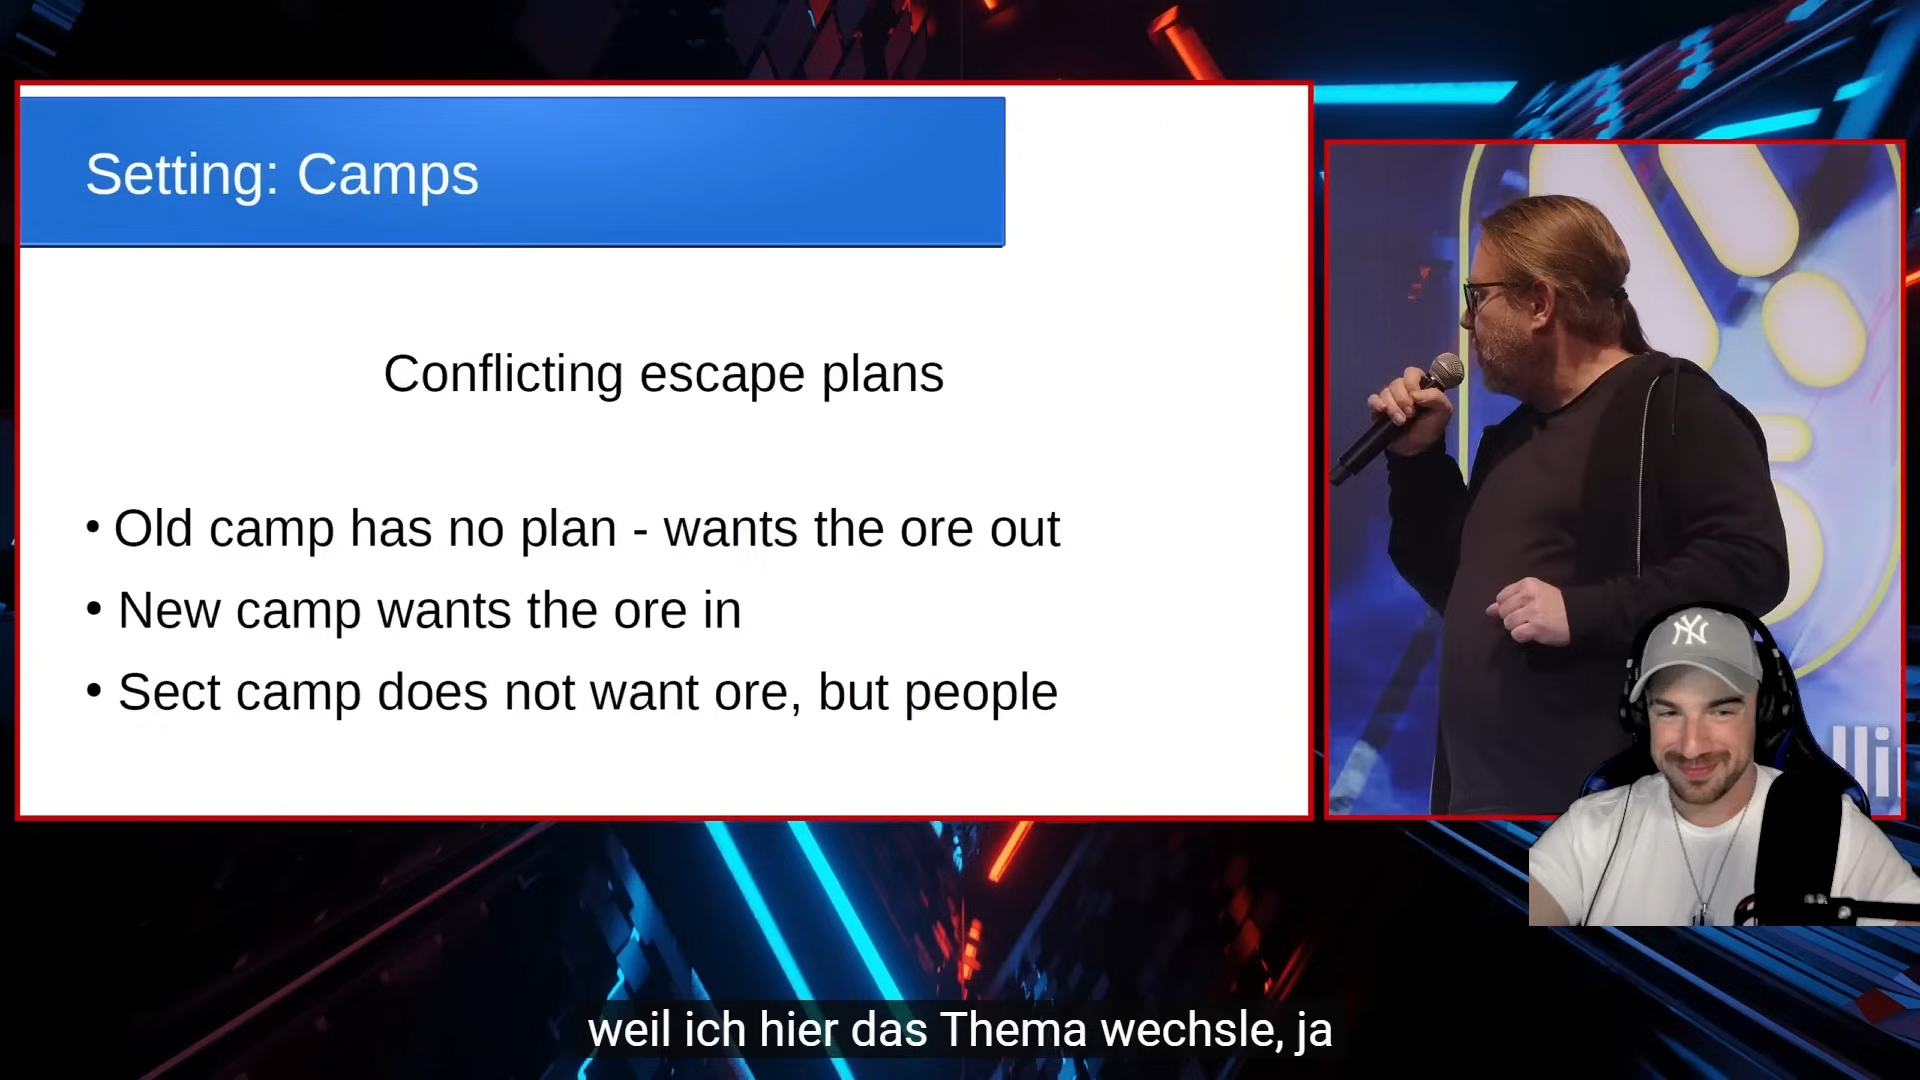 Setting: Camps
Conflicting escape plans
• Old camp has no plan - wants the ore out
• New camp wants the ore in
• Sect camp does not want ore, but people
NY
weil ich hier das Thema wechsle, ja